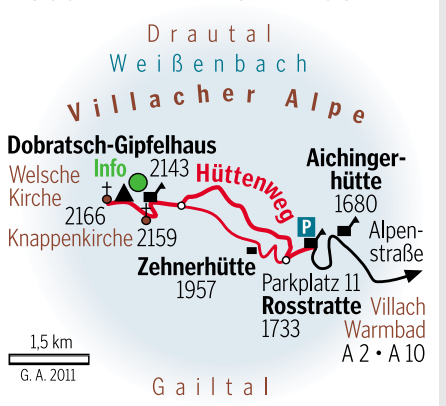 Drautal
Weißenbach
Villacher Alpe
Dobratsch-Gipfelhaus
Welsche
Kirche
Info
2143
Hüttenweg
Aichinger-
hütte
1680
2166
Knappenkirche
2159
P
Alpen-
straße
Zehnerhütte
1957
Parkplatz 11
Rosstratte
1733
Villach
Warmbad
A 2 • A 10
1,5 km
G. A. 2011
Gailtal